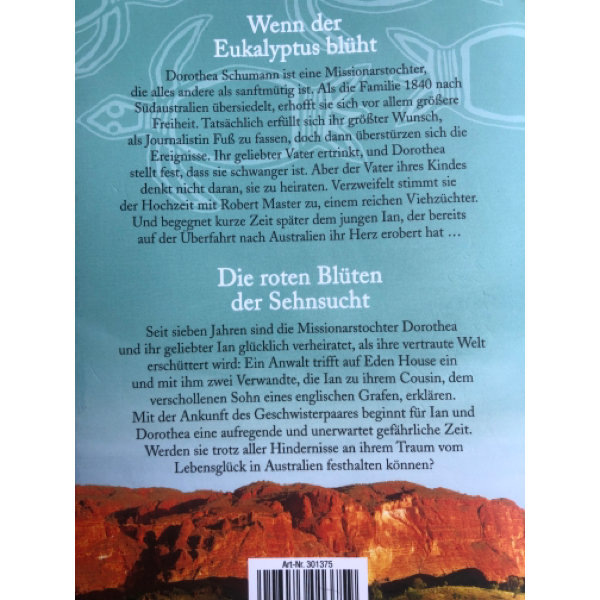 Wenn der
Eukalyptus blüht
Dorothea Schumann ist eine Missionarstochter,
die alles andere als sanftmütig ist. Als die Familie 1840 nach
Südaustralien übersiedelt, erhofft sie sich vor allem größere
Freiheit. Tatsächlich erfüllt sich ihr größter Wunsch,
als Journalistin Fuß zu fassen, doch dann überstürzen sich die
Ereignisse. Ihr geliebter Vater ertrinkt, und Dorothea
stellt fest, dass sie schwanger ist. Aber der Vater ihres Kindes
denkt nicht daran, sie zu heiraten. Verzweifelt stimmt sie
der Hochzeit mit Robert Master zu, einem reichen Viehzüchter.
Und begegnet kurze Zeit später dem jungen Ian, der bereits
auf der Überfahrt nach Australien ihr Herz erobert hat ...
Die roten Blüten
der Sehnsucht
Seit sieben Jahren sind die Missionarstochter Dorothea
und ihr geliebter Ian glücklich verheiratet, als ihre vertraute Welt
erschüttert wird: Ein Anwalt trifft auf Eden House ein
und mit ihm zwei Verwandte, die Ian zu ihrem Cousin, dem
verschollenen Sohn eines englischen Grafen, erklären.
Mit der Ankunft des Geschwisterpaares beginnt für Ian und
Dorothea eine aufregende und unerwartet gefährliche Zeit.
Werden sie trotz aller Hindernisse an ihrem Traum vom
Lebensglück in Australien festhalten können?
Art-Nr. 301375